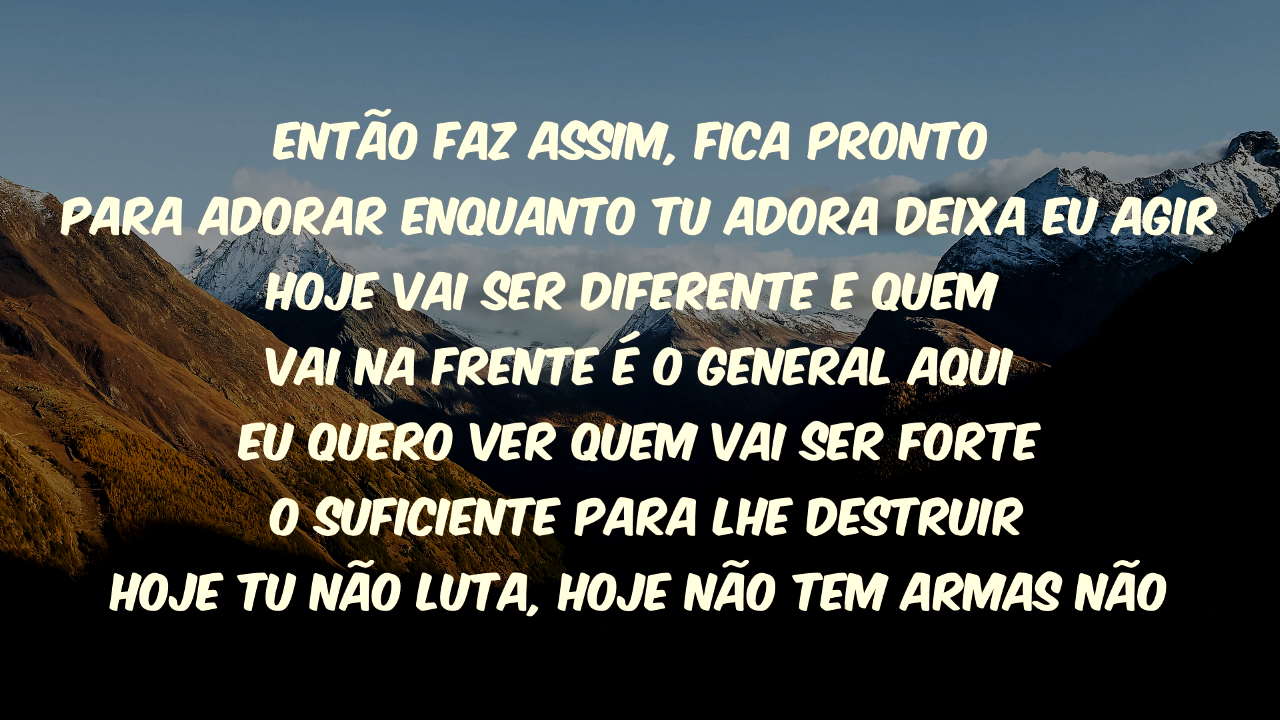 ENTÃO FAZ ASSIM, FICA PRONTO
PARA ADORAR ENQUANTO TU ADORA DEIXA EU AGIR
HOJE VAI SER DIFERENTE E QUEM
VAI NA FRENTE É O GENERAL AQUI
EU QUERO VER QUEM VAI SER FORTE
O SUFICIENTE PARA LHE DESTRUIR
HOJE TU NÃO LUTA, HOJE NÃO TEM ARMAS NÃO